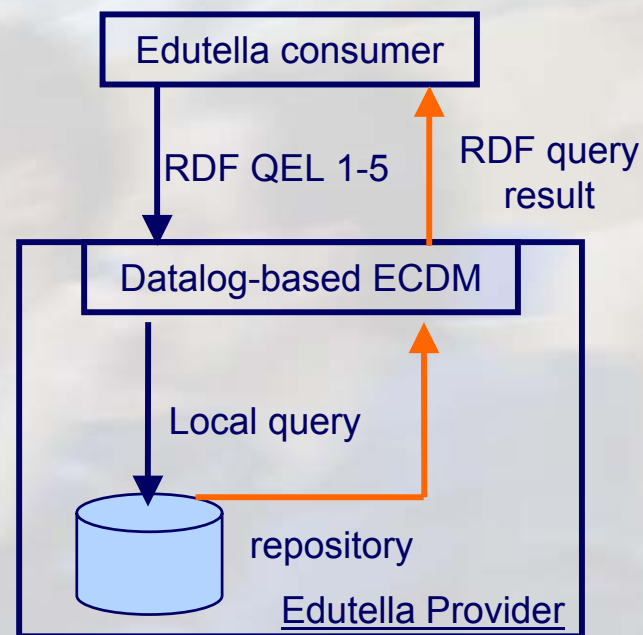 Edutella consumer
RDF QEL 1-5
RDF query
result
Datalog-based ECDM
Local query
repository
Edutella Provider